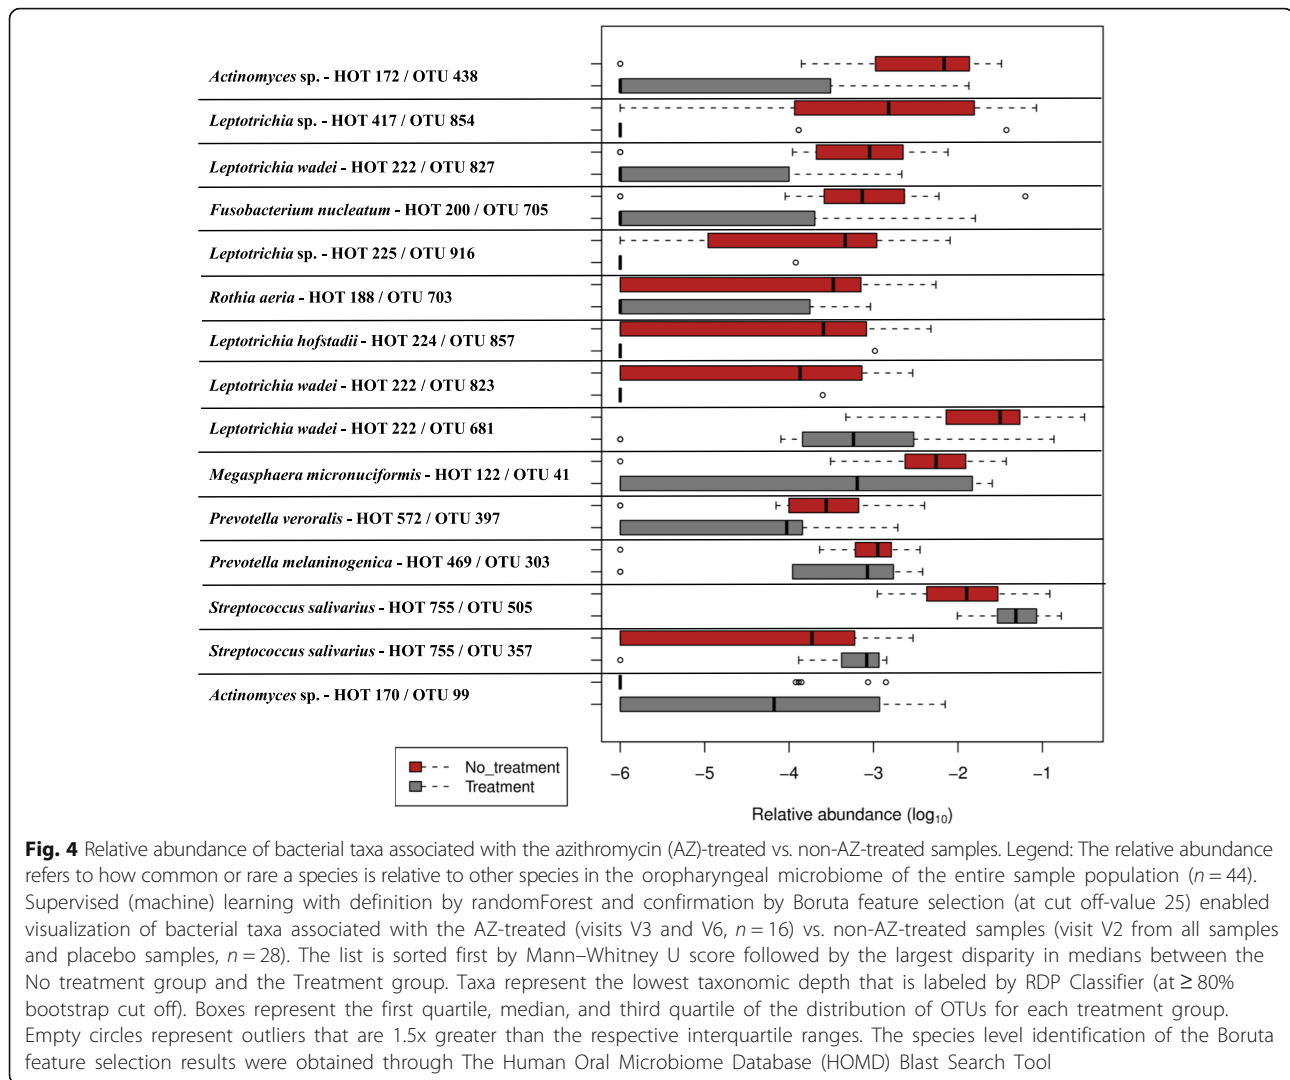 Actinomyces sp. - HOT 172 / OTU 438
Leptotrichia sp. - HOT 417 / OTU 854
Leptotrichia wadei - HOT 222 / OTU 827
Fusobacterium nucleatum - HOT 200 / OTU 705
Leptotrichia sp. - HOT 225 / OTU 916
Rothia aeria - HOT 188 / OTU 703
Leptotrichia hofstadii - HOT 224 / OTU 857
Leptotrichia wadei - HOT 222 / OTU 823
Leptotrichia wadei - HOT 222 / OTU 681
Megasphaera micronuciformis - HOT 122 / OTU 41
Prevotella veroralis - HOT 572 / OTU 397
Prevotella melaninogenica - HOT 469 / OTU 303
Streptococcus salivarius - HOT 755 / OTU 505
Streptococcus salivarius - HOT 755 / OTU 357
Actinomyces sp. - HOT 170 / OTU 99
No_treatment
Treatment
−6 −5 −4 −3 −2 −1
Relative abundance (log₁₀)
Fig. 4 Relative abundance of bacterial taxa associated with the azithromycin (AZ)-treated vs. non-AZ-treated samples. Legend: The relative abundance
refers to how common or rare a species is relative to other species in the oropharyngeal microbiome of the entire sample population (n = 44).
Supervised (machine) learning with definition by randomForest and confirmation by Boruta feature selection (at cut off-value 25) enabled
visualization of bacterial taxa associated with the AZ-treated (visits V3 and V6, n = 16) vs. non-AZ-treated samples (visit V2 from all samples
and placebo samples, n = 28). The list is sorted first by Mann–Whitney U score followed by the largest disparity in medians between the
No treatment group and the Treatment group. Taxa represent the lowest taxonomic depth that is labeled by RDP Classifier (at ≥ 80%
bootstrap cut off). Boxes represent the first quartile, median, and third quartile of the distribution of OTUs for each treatment group.
Empty circles represent outliers that are 1.5x greater than the respective interquartile ranges. The species level identification of the Boruta
feature selection results were obtained through The Human Oral Microbiome Database (HOMD) Blast Search Tool